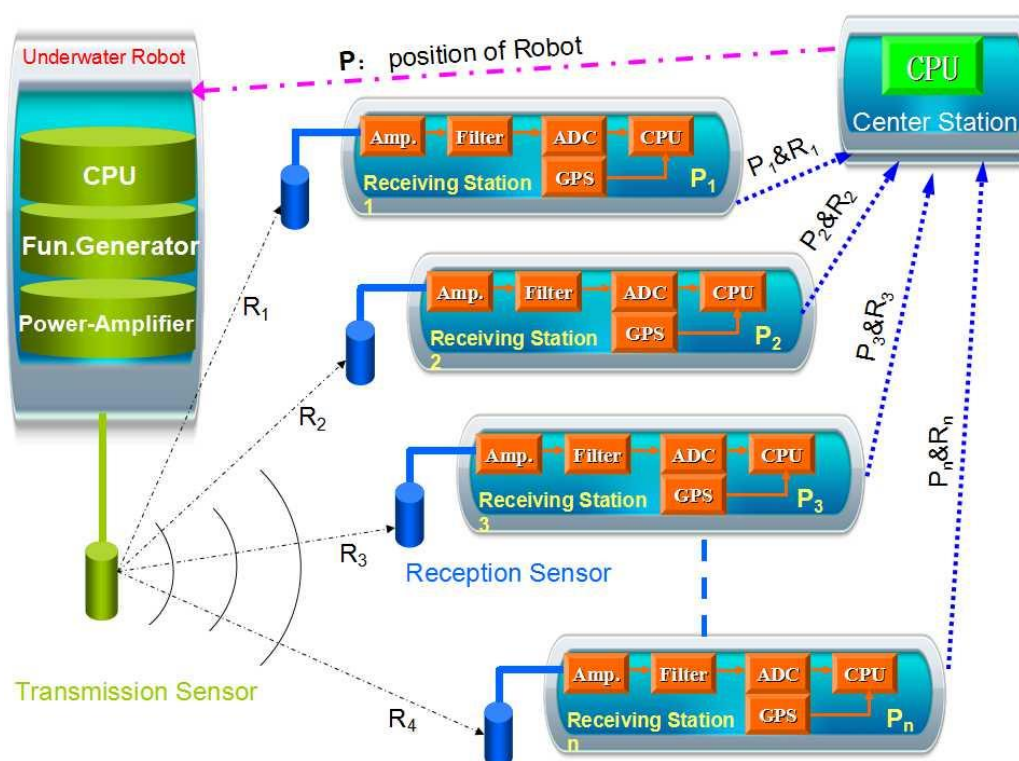 Underwater Robot
CPU
Fun.Generator
Power-Amplifier
Transmission Sensor
P: position of Robot
CPU
Center Station
Amp.
Filter
ADC
CPU
GPS
Receiving Station
1
P1
P1&R1
R1
Amp.
Filter
ADC
CPU
GPS
Receiving Station
2
P2
P2&R2
R2
Amp.
Filter
ADC
CPU
GPS
Receiving Station
3
P3
P3&R3
R3
Reception Sensor
Amp.
Filter
ADC
CPU
GPS
Receiving Station
n
Pn
Pn&Rn
R4